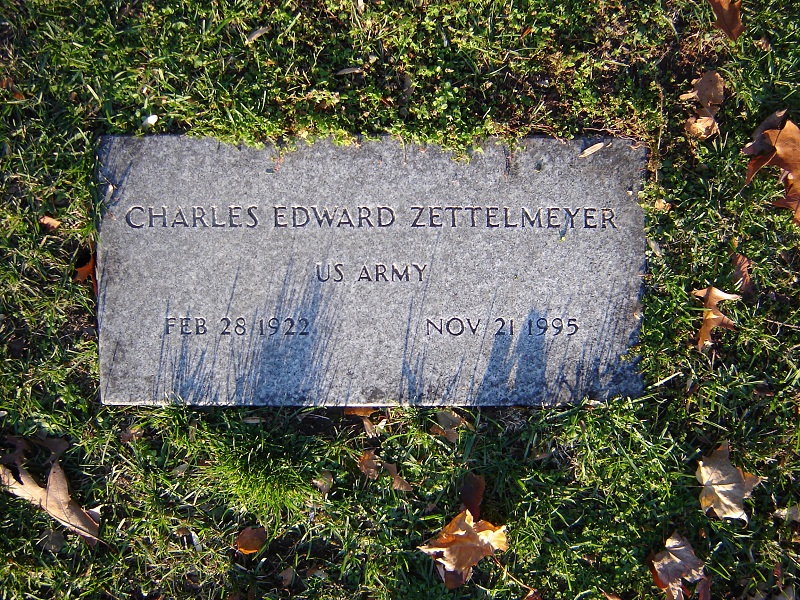 CHARLES EDWARD ZETTELMEYER
US ARMY
FEB 28 1922 NOV 21 1995